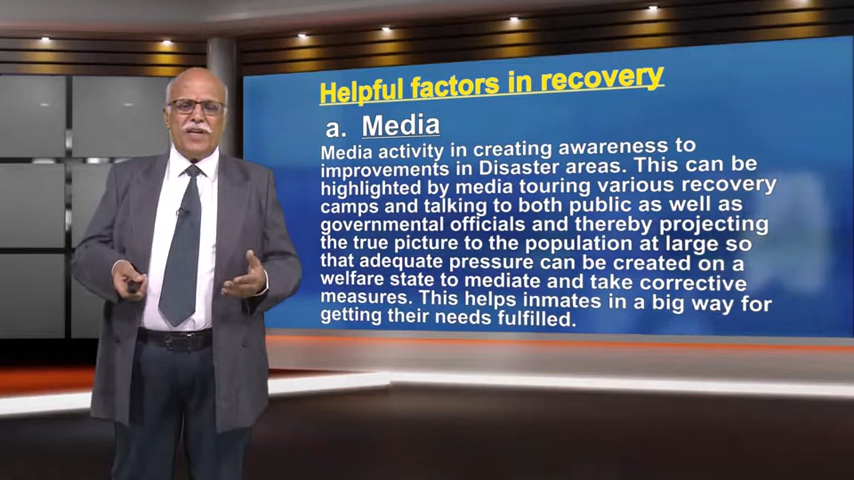 Helpful factors in recovery
a. Media
Media activity in creating awareness to
improvements in Disaster areas. This can be
highlighted by media touring various recovery
camps and talking to both public as well as
governmental officials and thereby projecting
the true picture to the population at large so
that adequate pressure can be created on a
welfare state to mediate and take corrective
measures. This helps inmates in a big way for
getting their needs fulfilled.